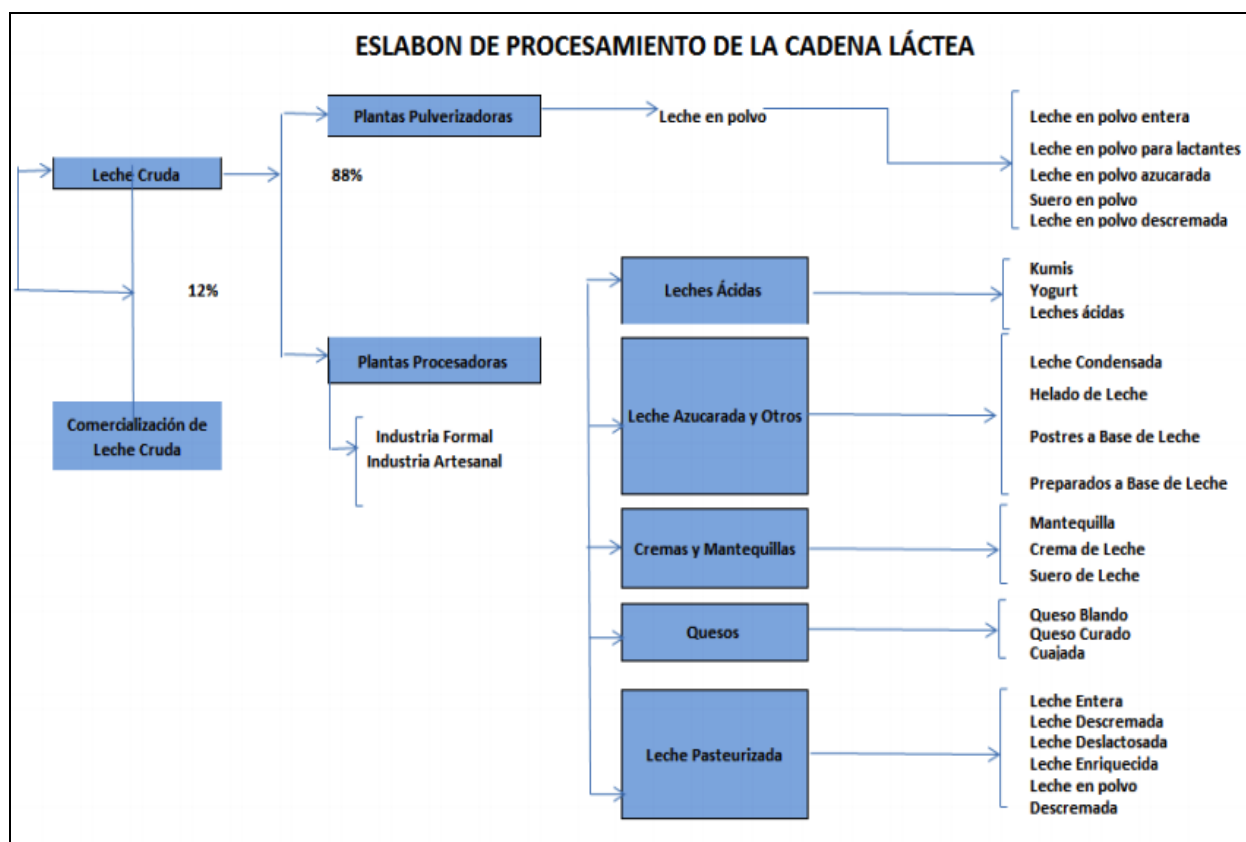 ESLABON DE PROCESAMIENTO DE LA CADENA LÁCTEA
Plantas Pulverizadoras
Leche en polvo
Leche en polvo entera
Leche en polvo para lactantes
Leche en polvo azucarada
Suero en polvo
Leche en polvo descremada
Leche Cruda
88%
12%
Comercialización de
Leche Cruda
Plantas Procesadoras
Industria Formal
Industria Artesanal
Leches Ácidas
Kumis
Yogurt
Leches ácidas
Leche Azucarada y Otros
Leche Condensada
Helado de Leche
Postres a Base de Leche
Preparados a Base de Leche
Cremas y Mantequillas
Mantequilla
Crema de Leche
Suero de Leche
Quesos
Queso Blando
Queso Curado
Cuajada
Leche Pasteurizada
Leche Entera
Leche Descremada
Leche Deslactosada
Leche Enriquecida
Leche en polvo
Descremada